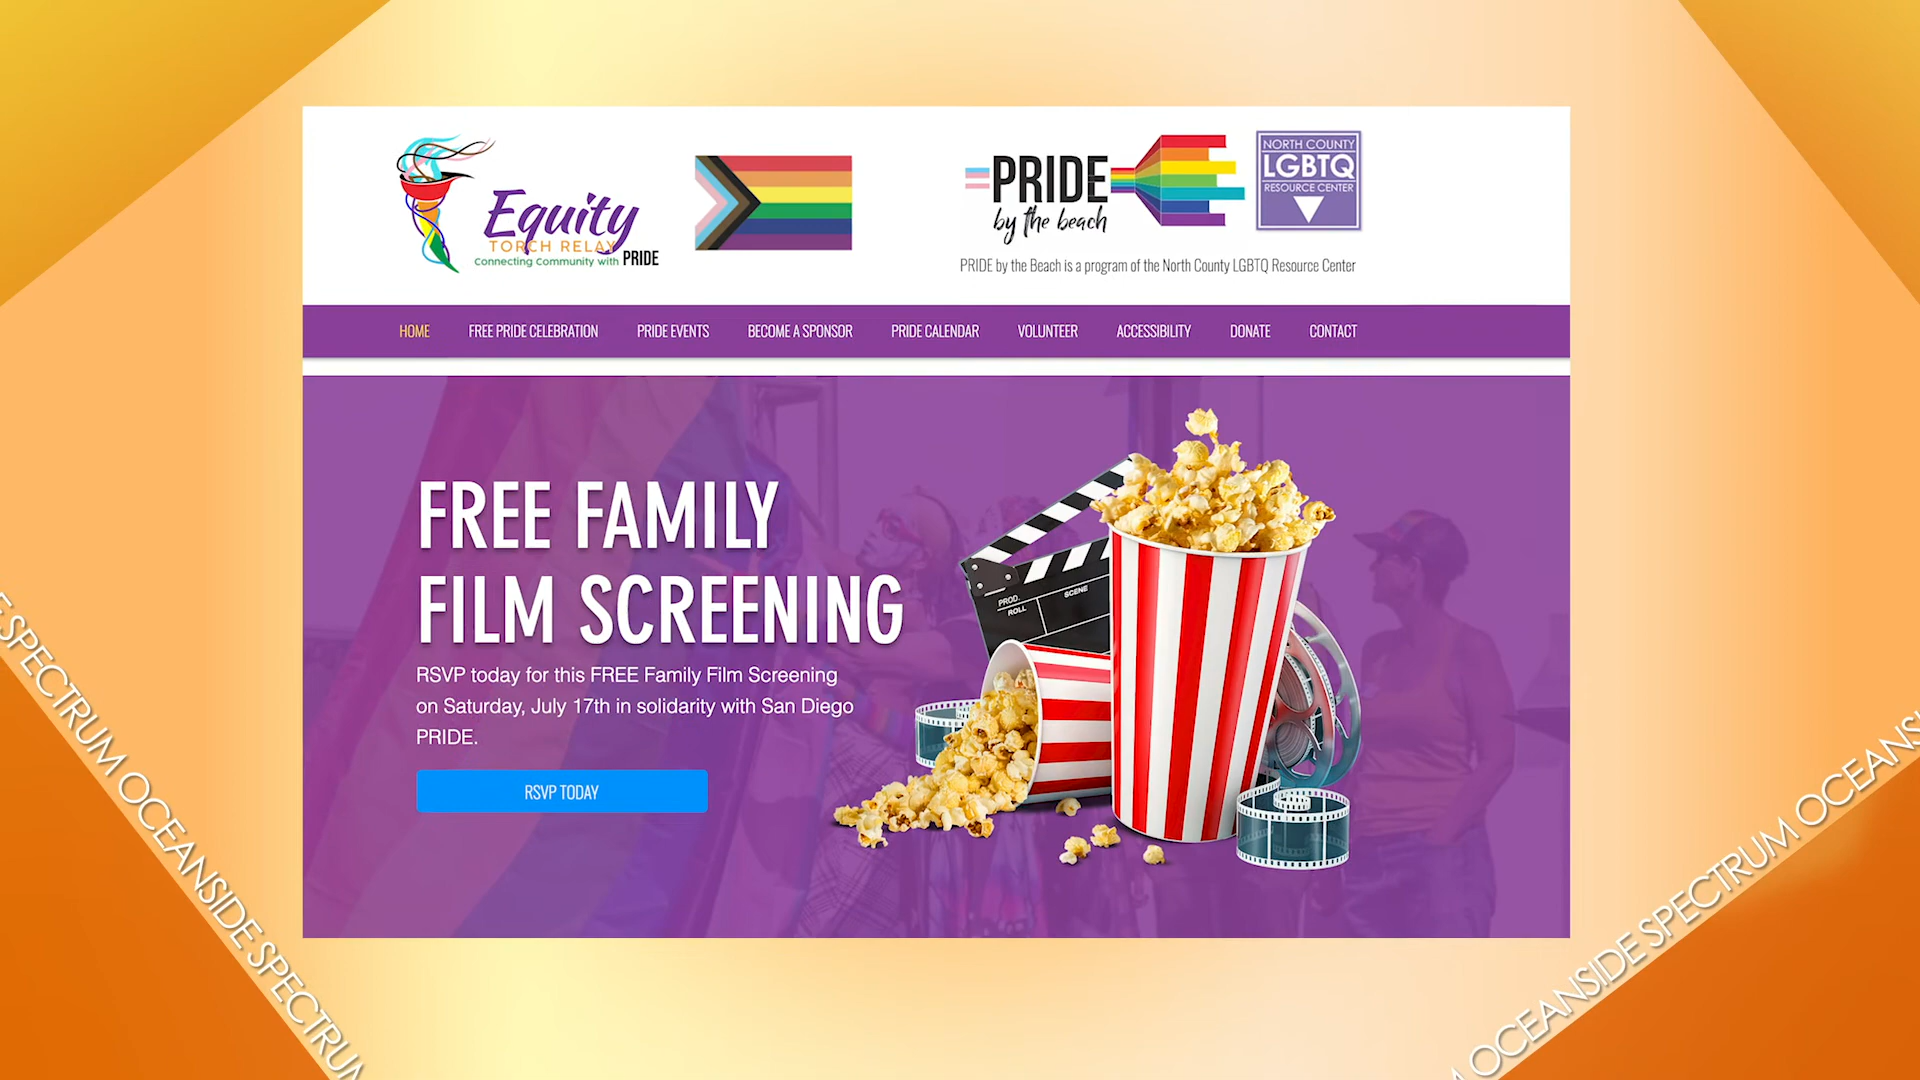 Equity
TORCH RELAY
Connecting Community with PRIDE
PRIDE
by the beach
NORTH COUNTY
LGBTQ
RESOURCE CENTER
PRIDE by the Beach is a program of the North County LGBTQ Resource Center
HOME FREE PRIDE CELEBRATION PRIDE EVENTS BECOME A SPONSOR PRIDE CALENDAR VOLUNTEER ACCESSIBILITY DONATE CONTACT
FREE FAMILY
FILM SCREENING
RSVP today for this FREE Family Film Screening
on Saturday, July 17th in solidarity with San Diego
PRIDE.
RSVP TODAY
PROD.
ROLL
SCENE
SPECTRUM OCEANSIDE SPECTRUM
OCEANSIDE SPECTRUM OCEANS